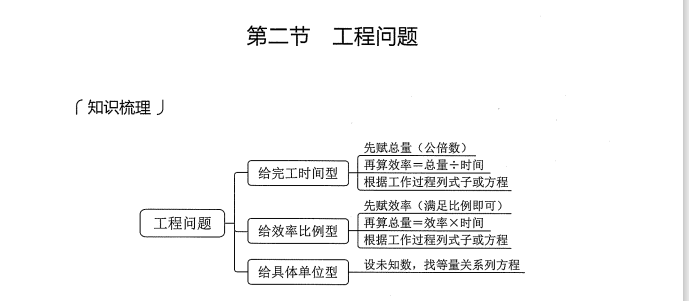 第二节 工程问题
知识梳理
先赋总量（公倍数）
给完工时间型
再算效率＝总量÷时间
根据工作过程列式子或方程
先赋效率（满足比例即可）
工程问题
给效率比例型
再算总量＝效率×时间
根据工作过程列式子或方程
给具体单位型
设未知数，找等量关系列方程